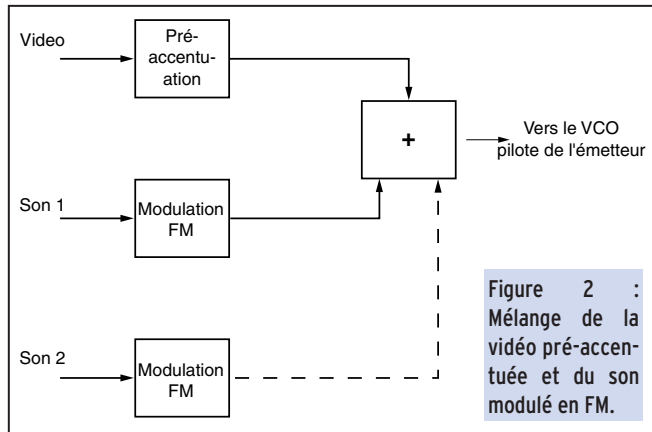 Video
Pré-
accentu-
ation
+
Vers le VCO
pilote de l'émetteur
Son 1
Modulation
FM
Son 2
Modulation
FM
Figure 2 :
Mélange de la
vidéo pré-accen-
tuée et du son
modulé en FM.